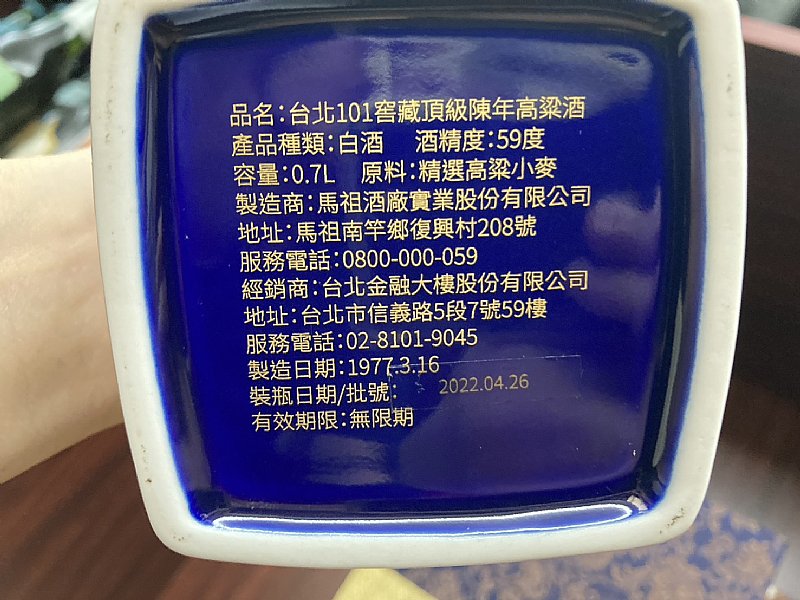 品名:台北101窖藏頂級陳年高粱酒
產品種類:白酒 酒精度:59度
容量:0.7L 原料:精選高粱小麥
製造商:馬祖酒廠實業股份有限公司
地址:馬祖南竿鄉復興村208號
服務電話:0800-000-059
經銷商:台北金融大樓股份有限公司
地址:台北市信義路5段7號59樓
服務電話:02-8101-9045
製造日期:1977.3.16
裝瓶日期/批號: 2022.04.26
有效期限:無限期